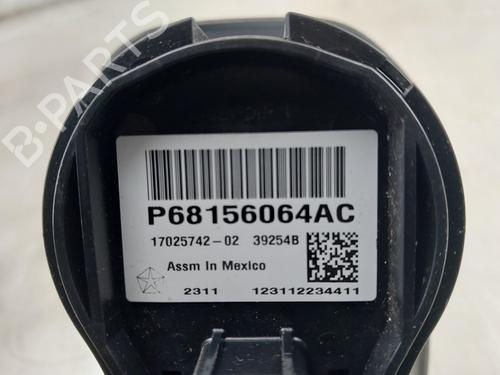 B-PARTS
P68156064AC
17025742-02 39254B
Assm In Mexico
2311 123112234411